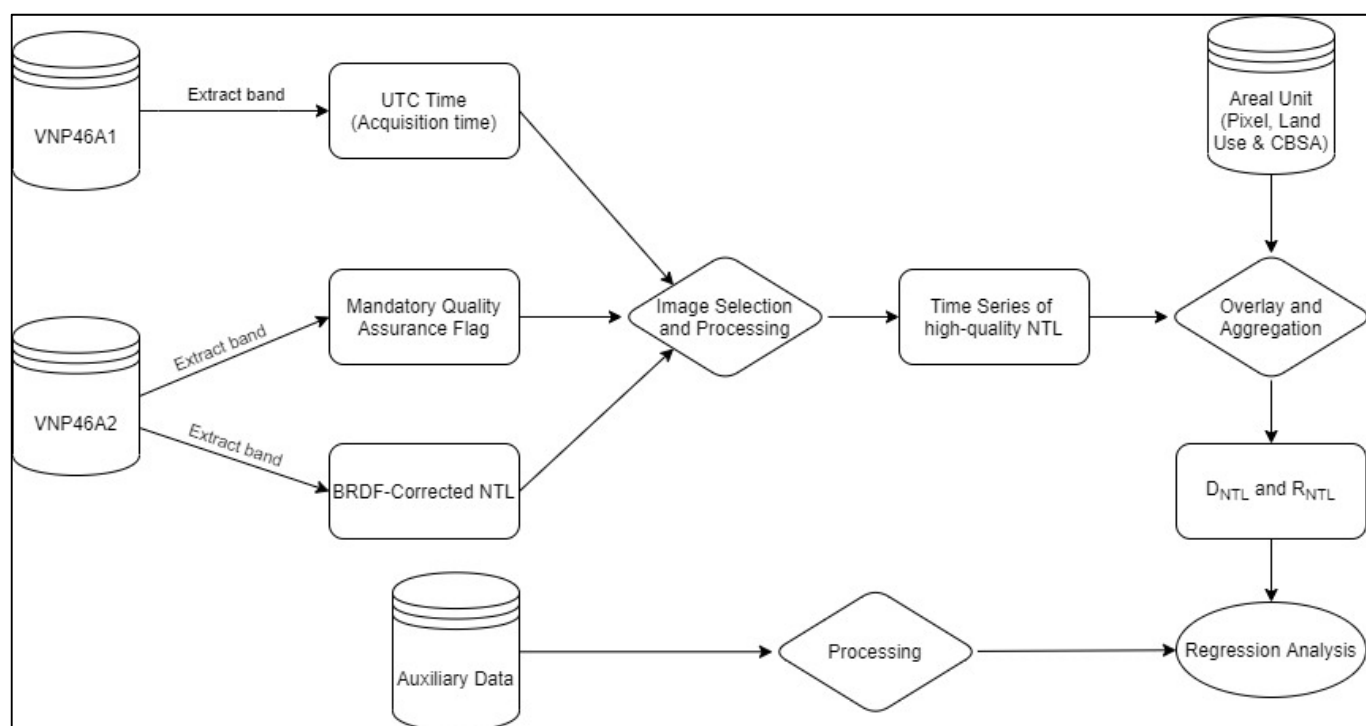 VNP46A1
Extract band
UTC Time
(Acquisition time)
Areal Unit
(Pixel, Land
Use & CBSA)
VNP46A2
Extract band
Mandatory Quality
Assurance Flag
Image Selection
and Processing
Time Series of
high-quality NTL
Overlay and
Aggregation
Extract band
BRDF-Corrected NTL
D_NTL and R_NTL
Auxiliary Data
Processing
Regression Analysis